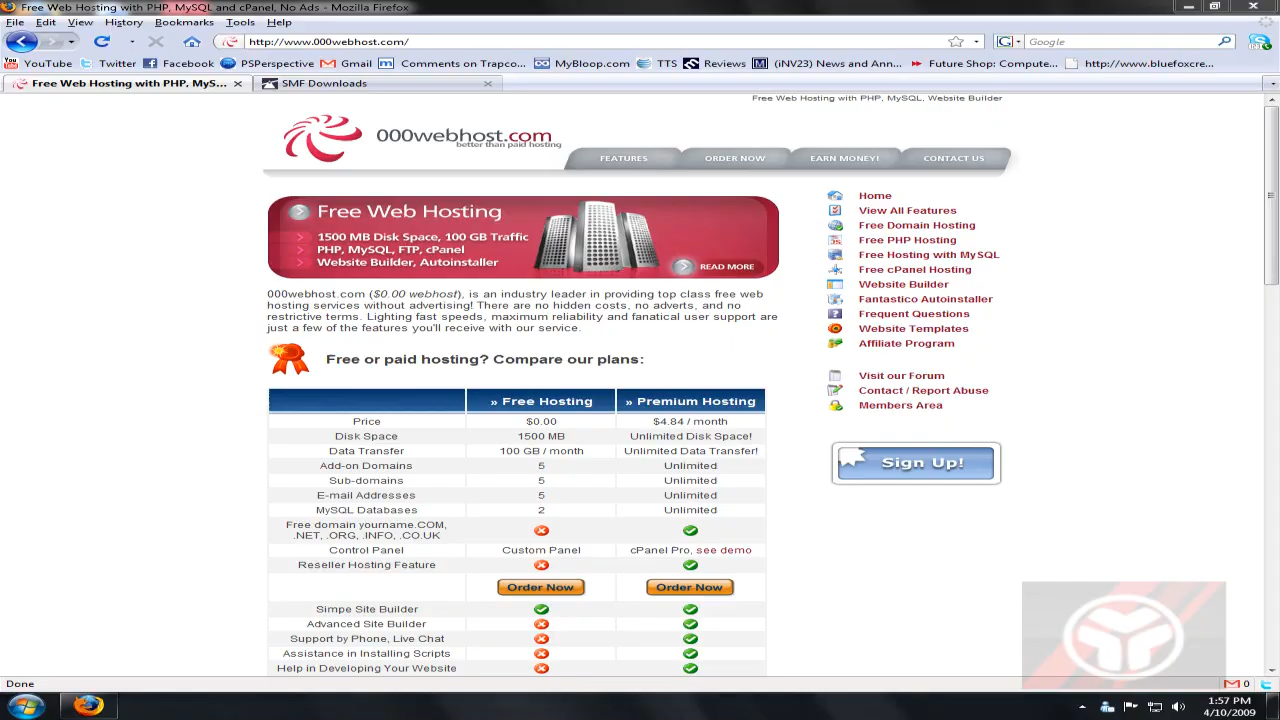 Free Web Hosting with PHP, MySQL and cPanel, No Ads - Mozilla Firefox
File Edit View History Bookmarks Tools Help
http://www.000webhost.com/ Google
YouTube Twitter Facebook PSPerspective Gmail Comments on Trapco... MyBloop.com TTS Reviews (iNV23) News and Ann... Future Shop: Compute... http://www.bluefoxcre...
Free Web Hosting with PHP, MyS... SMF Downloads
Free Web Hosting with PHP, MySQL, Website Builder
000webhost.com
better than paid hosting
FEATURES ORDER NOW EARN MONEY! CONTACT US
Free Web Hosting
1500 MB Disk Space, 100 GB Traffic
PHP, MySQL, FTP, cPanel
Website Builder, Autoinstaller
READ MORE
000webhost.com ($0.00 webhost), is an industry leader in providing top class free web
hosting services without advertising! There are no hidden costs, no adverts, and no
restrictive terms. Lighting fast speeds, maximum reliability and fanatical user support are
just a few of the features you'll receive with our service.
Free or paid hosting? Compare our plans:
» Free Hosting » Premium Hosting
Price $0.00 $4.84 / month
Disk Space 1500 MB Unlimited Disk Space!
Data Transfer 100 GB / month Unlimited Data Transfer!
Add-on Domains 5 Unlimited
Sub-domains 5 Unlimited
E-mail Addresses 5 Unlimited
MySQL Databases 2 Unlimited
Free domain yourname.COM,
.NET, .ORG, .INFO, .CO.UK
Control Panel Custom Panel cPanel Pro, see demo
Reseller Hosting Feature
Order Now Order Now
Simpe Site Builder
Advanced Site Builder
Support by Phone, Live Chat
Assistance in Installing Scripts
Help in Developing Your Website
Home
View All Features
Free Domain Hosting
Free PHP Hosting
Free Hosting with MySQL
Free cPanel Hosting
Website Builder
Fantastico Autoinstaller
Frequent Questions
Website Templates
Affiliate Program
Visit our Forum
Contact / Report Abuse
Members Area
Sign Up!
Done 0
1:57 PM
4/10/2009